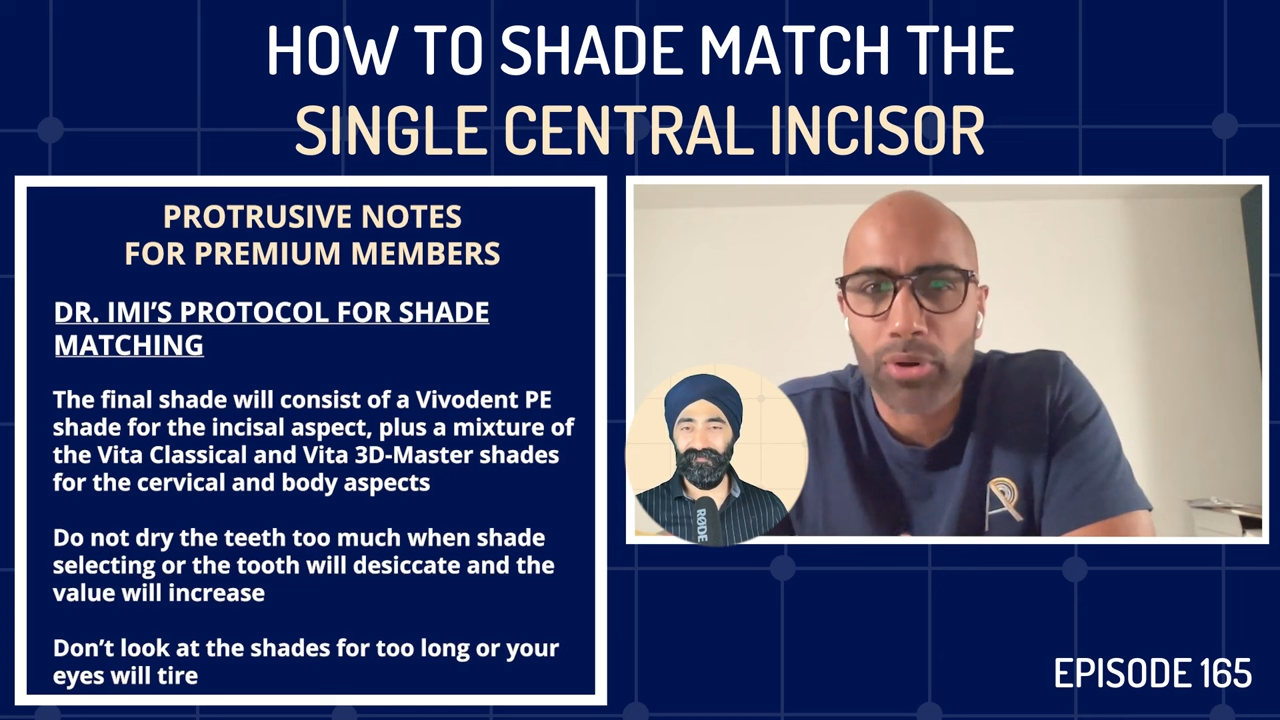 HOW TO SHADE MATCH THE
SINGLE CENTRAL INCISOR
PROTRUSIVE NOTES
FOR PREMIUM MEMBERS
DR. IMI'S PROTOCOL FOR SHADE
MATCHING
The final shade will consist of a Vivodent PE
shade for the incisal aspect, plus a mixture of
the Vita Classical and Vita 3D-Master shades
for the cervical and body aspects
Do not dry the teeth too much when shade
selecting or the tooth will desiccate and the
value will increase
Don't look at the shades for too long or your
eyes will tire
RØDE
EPISODE 165